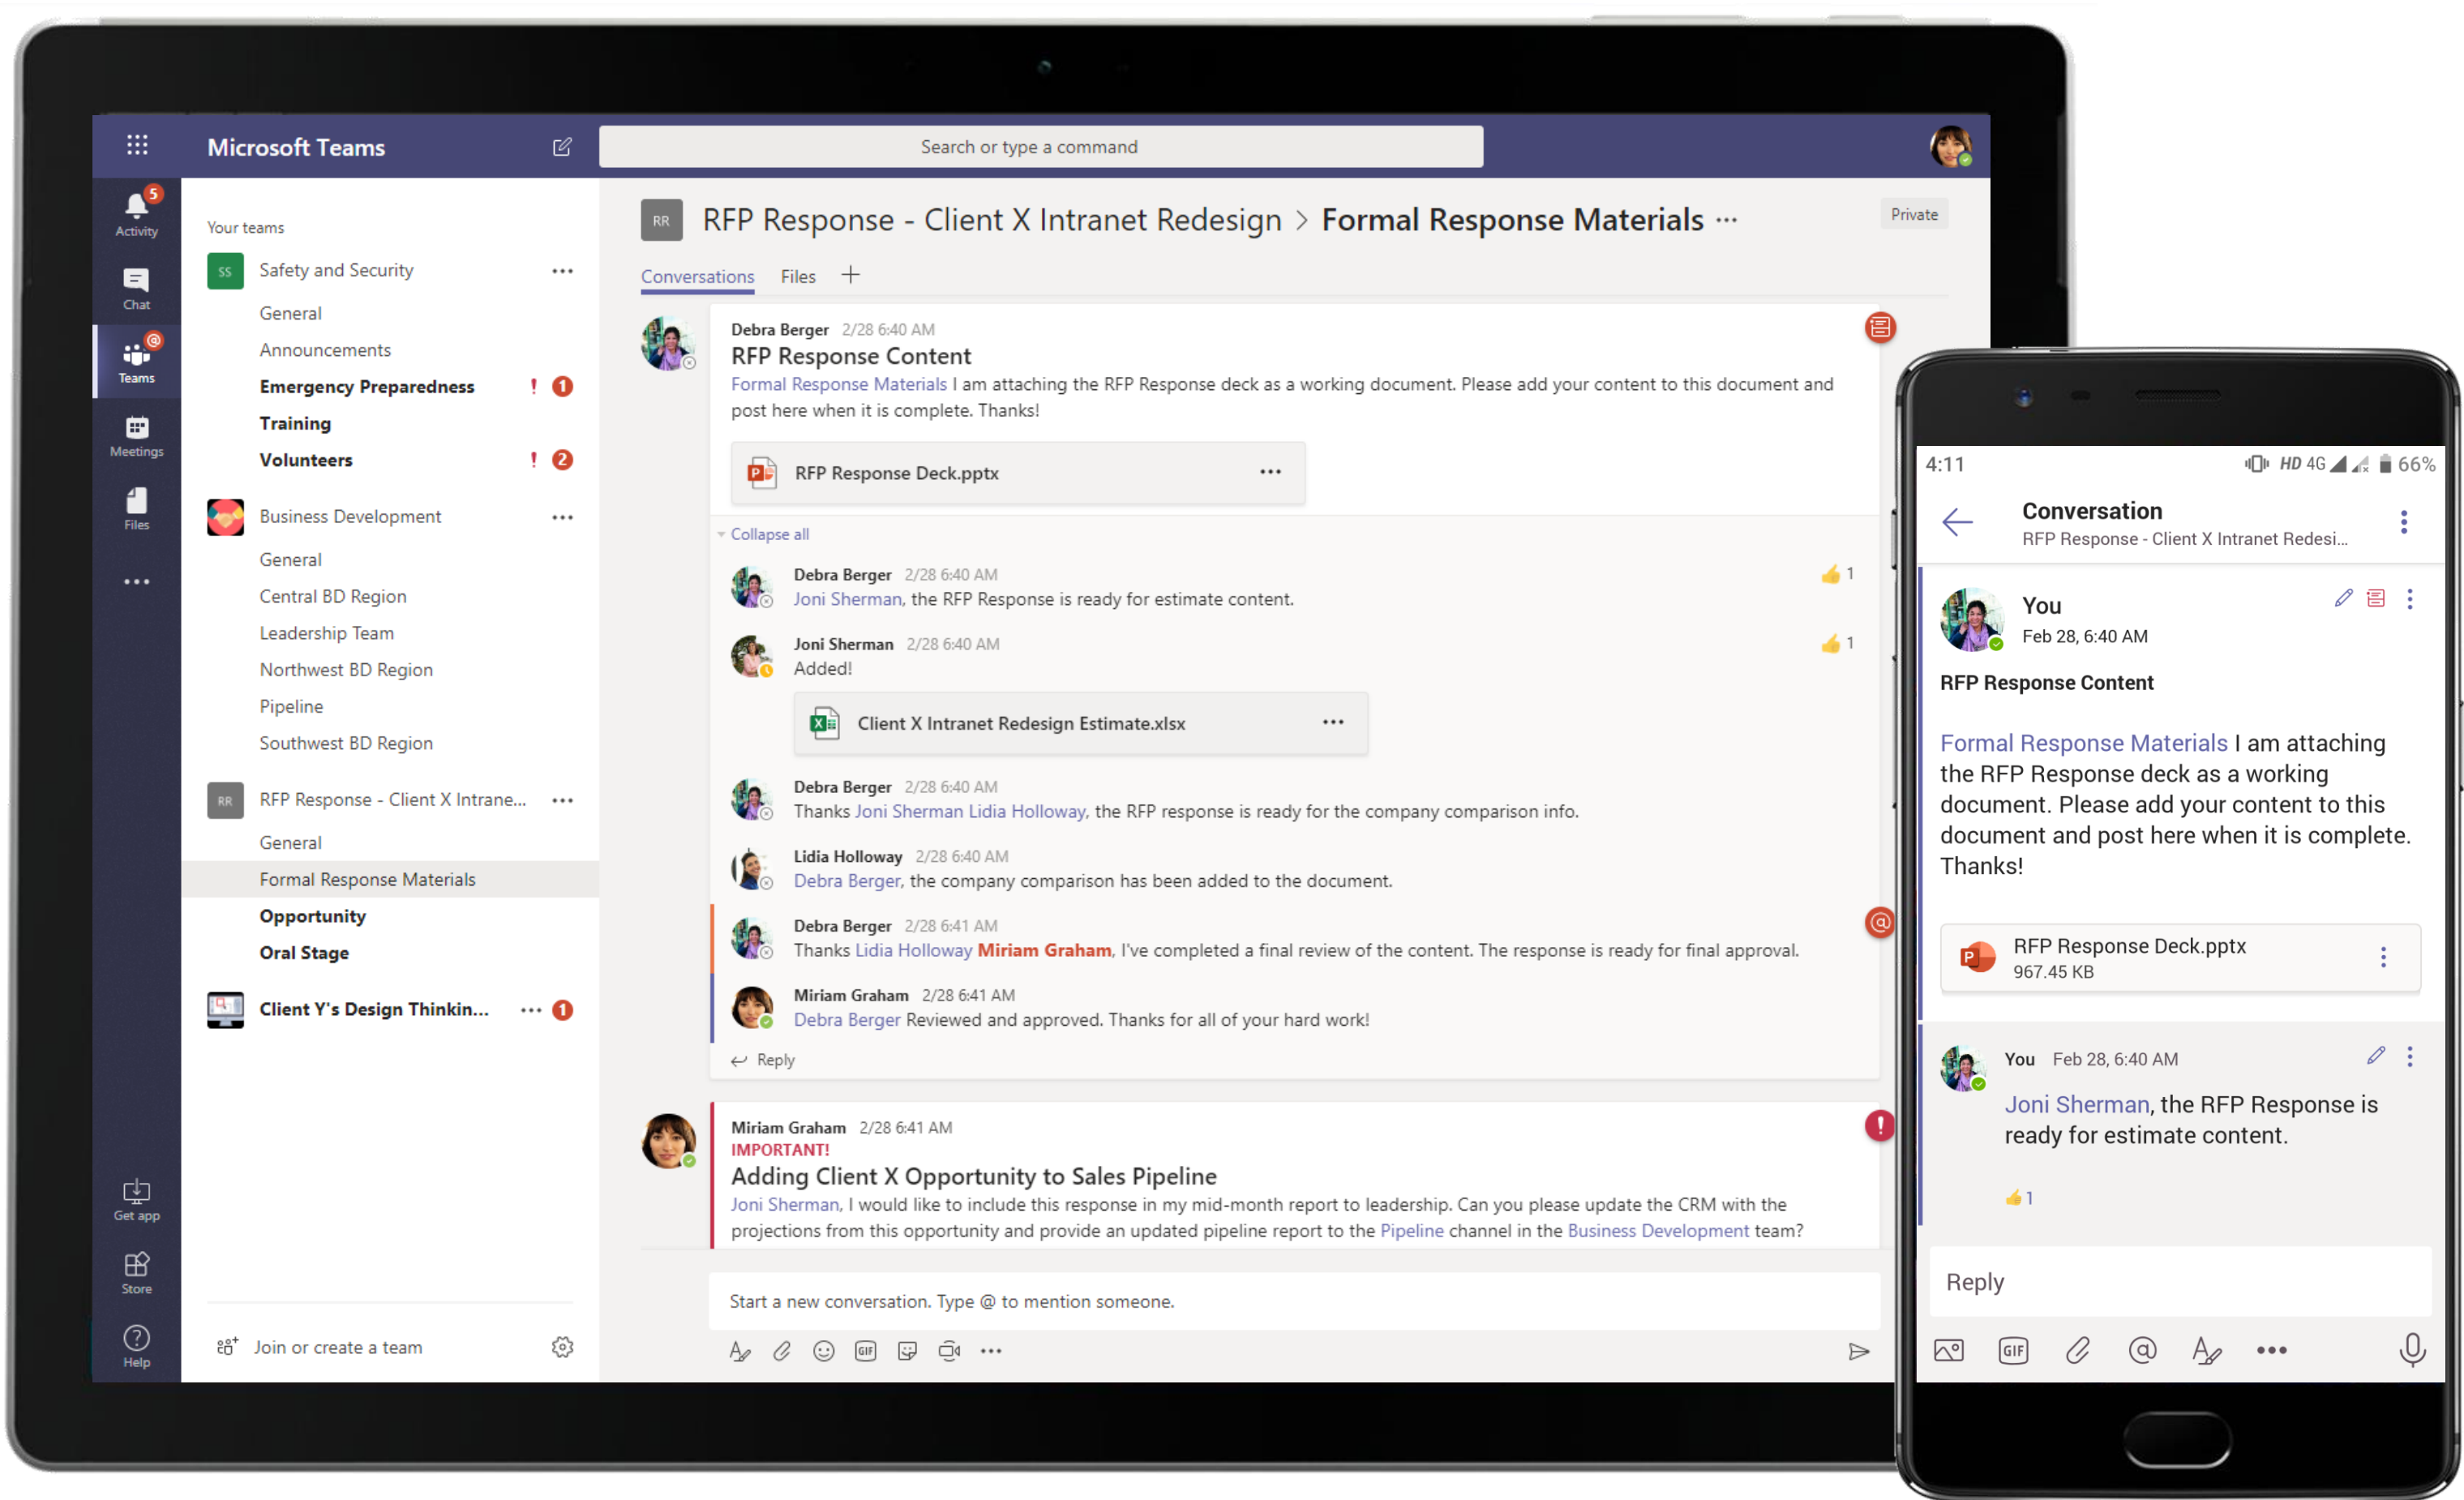 Microsoft Teams
Search or type a command
5
Activity
Chat
@
Teams
Meetings
Files
Get app
Store
Help
Your teams
SS Safety and Security
General
Announcements
Emergency Preparedness ! 1
Training
Volunteers ! 2
Business Development
General
Central BD Region
Leadership Team
Northwest BD Region
Pipeline
Southwest BD Region
RR RFP Response - Client X Intrane...
General
Formal Response Materials
Opportunity
Oral Stage
Client Y's Design Thinkin... 1
Join or create a team
RR RFP Response - Client X Intranet Redesign > Formal Response Materials
Private
Conversations Files
Debra Berger 2/28 6:40 AM
RFP Response Content
Formal Response Materials I am attaching the RFP Response deck as a working document. Please add your content to this document and
post here when it is complete. Thanks!
RFP Response Deck.pptx
Collapse all
Debra Berger 2/28 6:40 AM
1
Joni Sherman, the RFP Response is ready for estimate content.
Joni Sherman 2/28 6:40 AM
1
Added!
Client X Intranet Redesign Estimate.xlsx
Debra Berger 2/28 6:40 AM
Thanks Joni Sherman Lidia Holloway, the RFP response is ready for the company comparison info.
Lidia Holloway 2/28 6:40 AM
Debra Berger, the company comparison has been added to the document.
Debra Berger 2/28 6:41 AM
@
Thanks Lidia Holloway Miriam Graham, I've completed a final review of the content. The response is ready for final approval.
Miriam Graham 2/28 6:41 AM
Debra Berger Reviewed and approved. Thanks for all of your hard work!
Reply
Miriam Graham 2/28 6:41 AM
!
IMPORTANT!
Adding Client X Opportunity to Sales Pipeline
Joni Sherman, I would like to include this response in my mid-month report to leadership. Can you please update the CRM with the
projections from this opportunity and provide an updated pipeline report to the Pipeline channel in the Business Development team?
Start a new conversation. Type @ to mention someone.
GIF
4:11 HD 4G 66%
Conversation
RFP Response - Client X Intranet Redesi...
You
Feb 28, 6:40 AM
RFP Response Content
Formal Response Materials I am attaching
the RFP Response deck as a working
document. Please add your content to this
document and post here when it is complete.
Thanks!
P RFP Response Deck.pptx
967.45 KB
You Feb 28, 6:40 AM
Joni Sherman, the RFP Response is
ready for estimate content.
1
Reply
GIF @